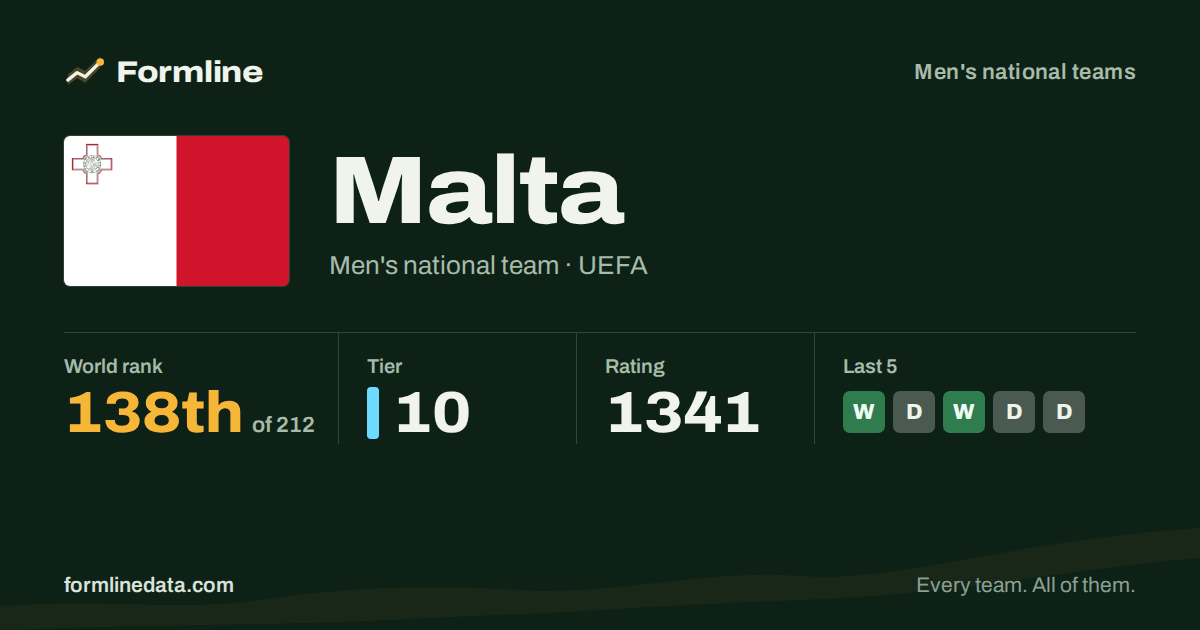 Formline
Men's national teams
Malta
Men's national team · UEFA
World rank
138th of 212
Tier
10
Rating
1341
Last 5
W D W D D
formlinedata.com
Every team. All of them.